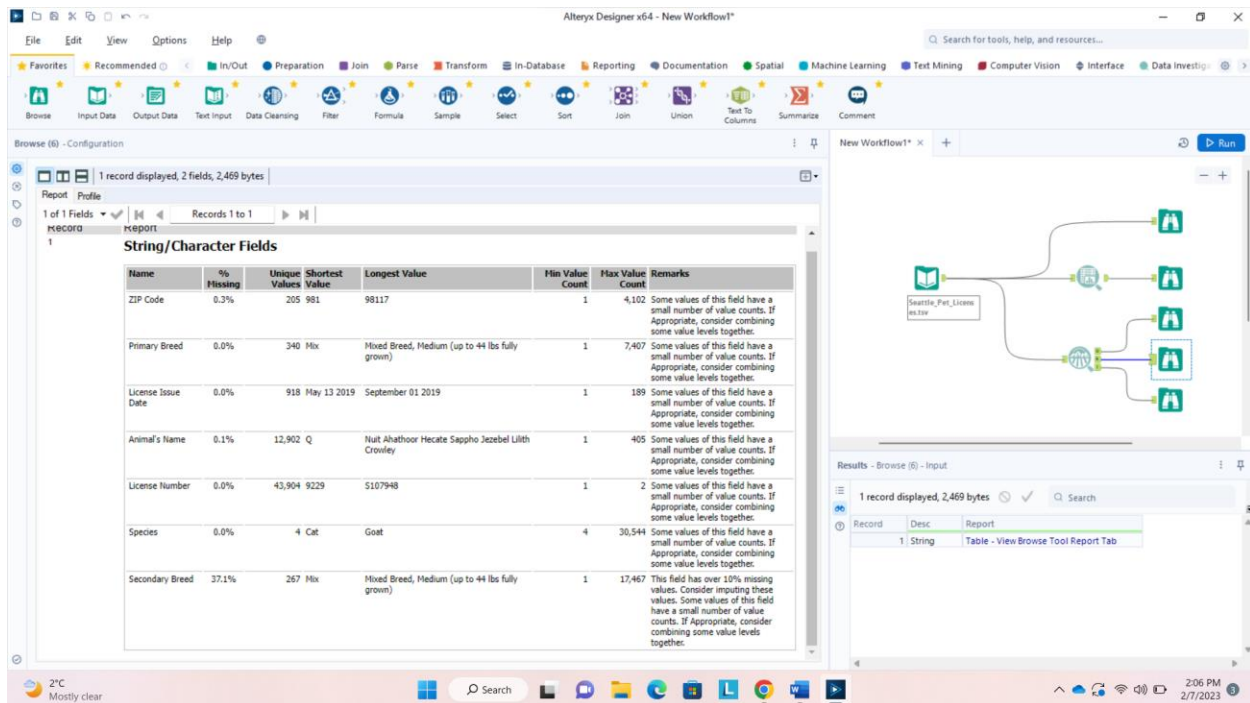 Alteryx Designer x64 - New Workflow1*
File Edit View Options Help
Search for tools, help, and resources...
Favorites Recommended In/Out Preparation Join Parse Transform In-Database Reporting Documentation Spatial Machine Learning Text Mining Computer Vision Interface Data Investig
Browse Input Data Output Data Text Input Data Cleansing Filter Formula Sample Select Sort Join Union Text To Columns Summarize Comment
Browse (6) - Configuration
1 record displayed, 2 fields, 2,469 bytes
Report Profile
1 of 1 Fields Records 1 to 1
Record Report
1
String/Character Fields
Name % Missing Unique Values Shortest Value Longest Value Min Value Count Max Value Count Remarks
ZIP Code 0.3% 205 981 98117 1 4,102 Some values of this field have a
small number of value counts. If
Appropriate, consider combining
some value levels together.
Primary Breed 0.0% 340 Mix Mixed Breed, Medium (up to 44 lbs fully
grown) 1 7,407 Some values of this field have a
small number of value counts. If
Appropriate, consider combining
some value levels together.
License Issue
Date 0.0% 918 May 13 2019 September 01 2019 1 189 Some values of this field have a
small number of value counts. If
Appropriate, consider combining
some value levels together.
Animal's Name 0.1% 12,902 Q Nuit Ahathoor Hecate Sappho Jezebel Lilith
Crowley 1 405 Some values of this field have a
small number of value counts. If
Appropriate, consider combining
some value levels together.
License Number 0.0% 43,904 9229 S107948 1 2 Some values of this field have a
small number of value counts. If
Appropriate, consider combining
some value levels together.
Species 0.0% 4 Cat Goat 4 30,544 Some values of this field have a
small number of value counts. If
Appropriate, consider combining
some value levels together.
Secondary Breed 37.1% 267 Mix Mixed Breed, Medium (up to 44 lbs fully
grown) 1 17,467 This field has over 10% missing
values. Consider imputing these
values. Some values of this field
have a small number of value
counts. If Appropriate, consider
combining some value levels
together.
New Workflow1* × +
Run
Seattle_Pet_Licens
es.tsv
Results - Browse (6) - Input
1 record displayed, 2,469 bytes Search
Record Desc Report
1 String Table - View Browse Tool Report Tab
2°C
Mostly clear
Search
2:06 PM
2/7/2023
3